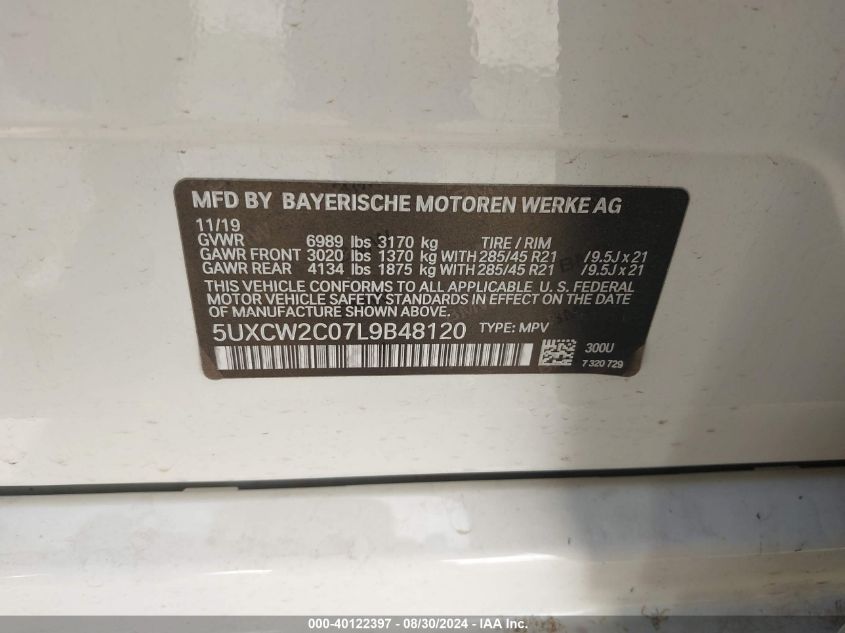 MFD BY BAYERISCHE MOTOREN WERKE AG
11/19
GVWR 6989 lbs 3170 kg TIRE / RIM
GAWR FRONT 3020 lbs 1370 kg WITH 285/45 R21 /9.5J x 21
GAWR REAR 4134 lbs 1875 kg WITH 285/45 R21 /9.5J x 21
THIS VEHICLE CONFORMS TO ALL APPLICABLE U. S. FEDERAL
MOTOR VEHICLE SAFETY STANDARDS IN EFFECT ON THE DATE
OF MANUFACTURE SHOWN ABOVE.
5UXCW2C07L9B48120 TYPE: MPV
300U
7 320 729
000-40122397 - 08/30/2024 - IAA Inc.